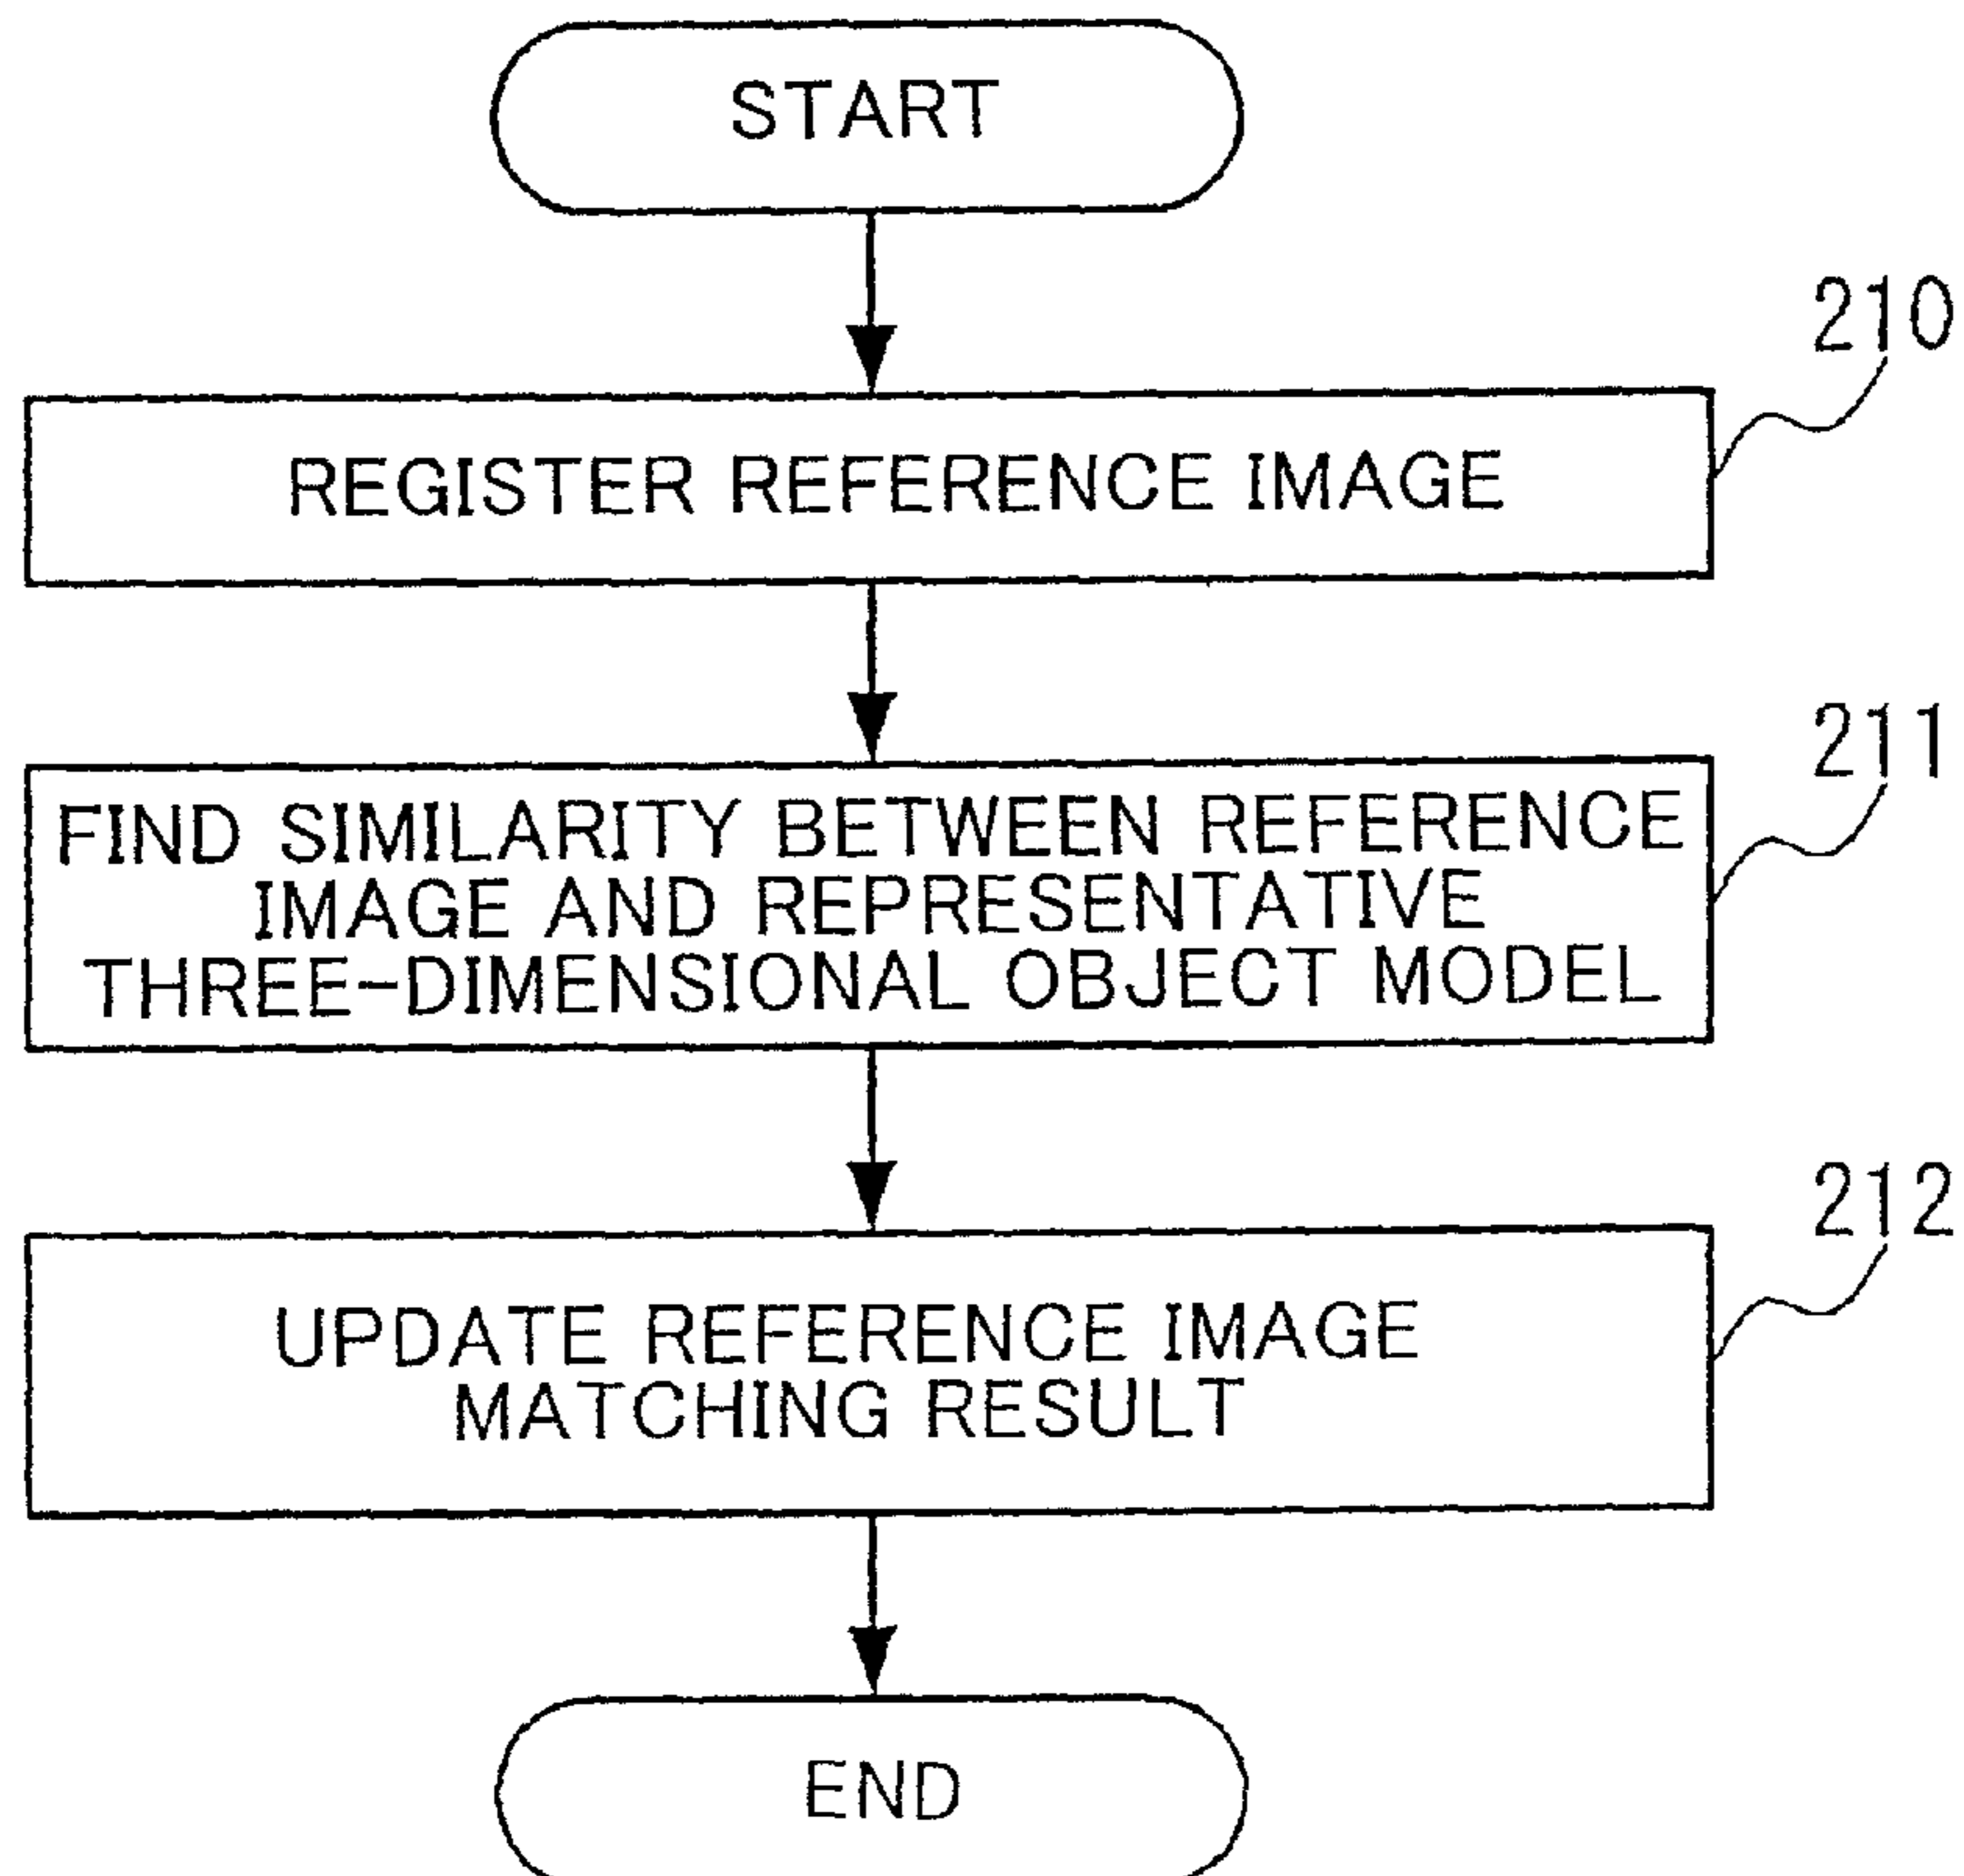 START
210
REGISTER REFERENCE IMAGE
211
FIND SIMILARITY BETWEEN REFERENCE
IMAGE AND REPRESENTATIVE
THREE-DIMENSIONAL OBJECT MODEL
212
UPDATE REFERENCE IMAGE
MATCHING RESULT
END